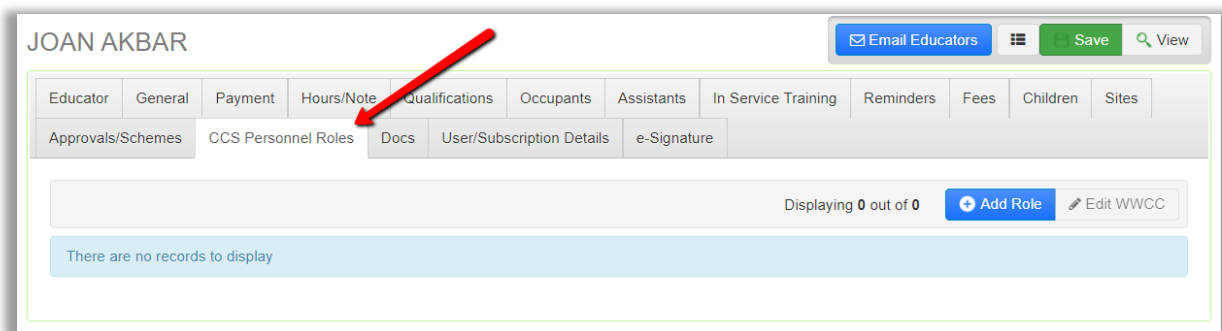 JOAN AKBAR
Email Educators Save View
Educator General Payment Hours/Note Qualifications Occupants Assistants In Service Training Reminders Fees Children Sites
Approvals/Schemes CCS Personnel Roles Docs User/Subscription Details e-Signature
Displaying 0 out of 0 Add Role Edit WWCC
There are no records to display